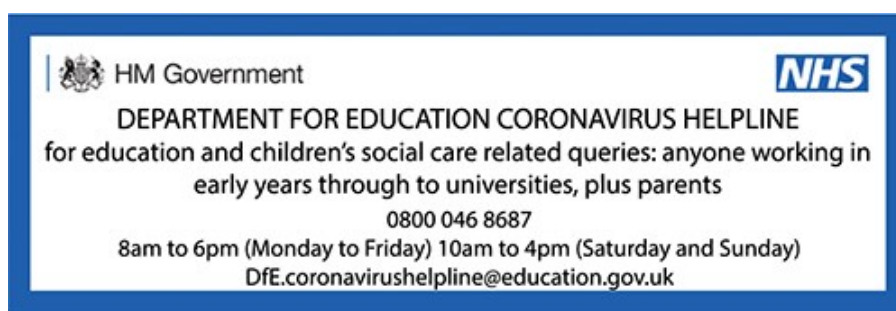 HM Government
NHS
DEPARTMENT FOR EDUCATION CORONAVIRUS HELPLINE
for education and children's social care related queries: anyone working in
early years through to universities, plus parents
0800 046 8687
8am to 6pm (Monday to Friday) 10am to 4pm (Saturday and Sunday)
DfE.coronavirushelpline@education.gov.uk